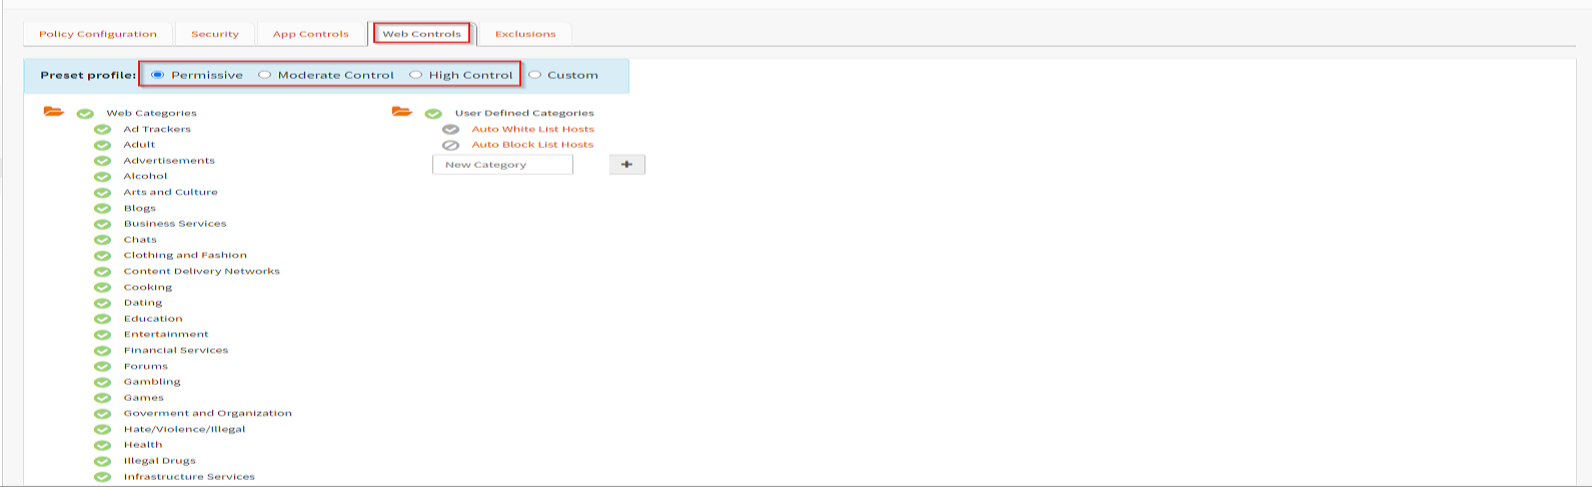 Policy Configuration Security App Controls Web Controls Exclusions
Preset profile: Permissive Moderate Control High Control Custom
Web Categories
Ad Trackers
Adult
Advertisements
Alcohol
Arts and Culture
Blogs
Business Services
Chats
Clothing and Fashion
Content Delivery Networks
Cooking
Dating
Education
Entertainment
Financial Services
Forums
Gambling
Games
Goverment and Organization
Hate/Violence/Illegal
Health
Illegal Drugs
Infrastructure Services
User Defined Categories
Auto White List Hosts
Auto Block List Hosts
New Category +